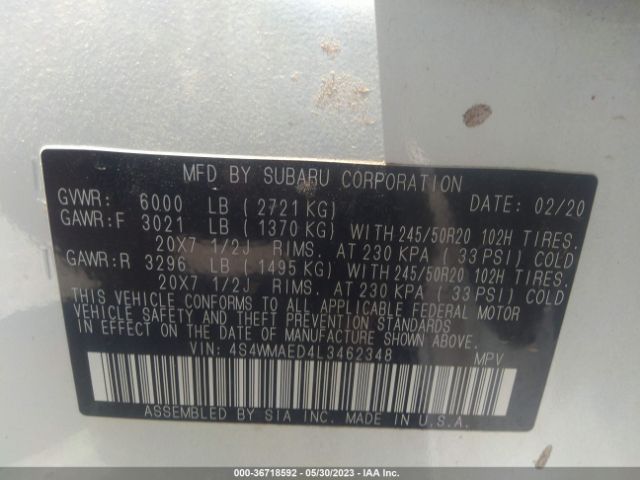 MFD BY SUBARU CORPORATION
GVWR: 6000 LB (2721 KG) DATE: 02/20
GAWR:F 3021 LB (1370 KG) WITH 245/50R20 102H TIRES.
20X7 1/2J RIMS. AT 230 KPA ( 33 PSI) COLD
GAWR:R 3296 LB (1495 KG) WITH 245/50R20 102H TIRES.
20X7 1/2J RIMS. AT 230 KPA ( 33 PSI) COLD
THIS VEHICLE CONFORMS TO ALL APPLICABLE FEDERAL MOTOR
VEHICLE SAFETY AND THEFT PREVENTION STANDARDS
IN EFFECT ON THE DATE OF MANUFACTURE SHOWN ABOVE.
VIN: 4S4WMAED4L3462348 MPV
ASSEMBLED BY SIA INC. MADE IN U.S.A.
000-36718592 — 05/30/2023 — IAA Inc.